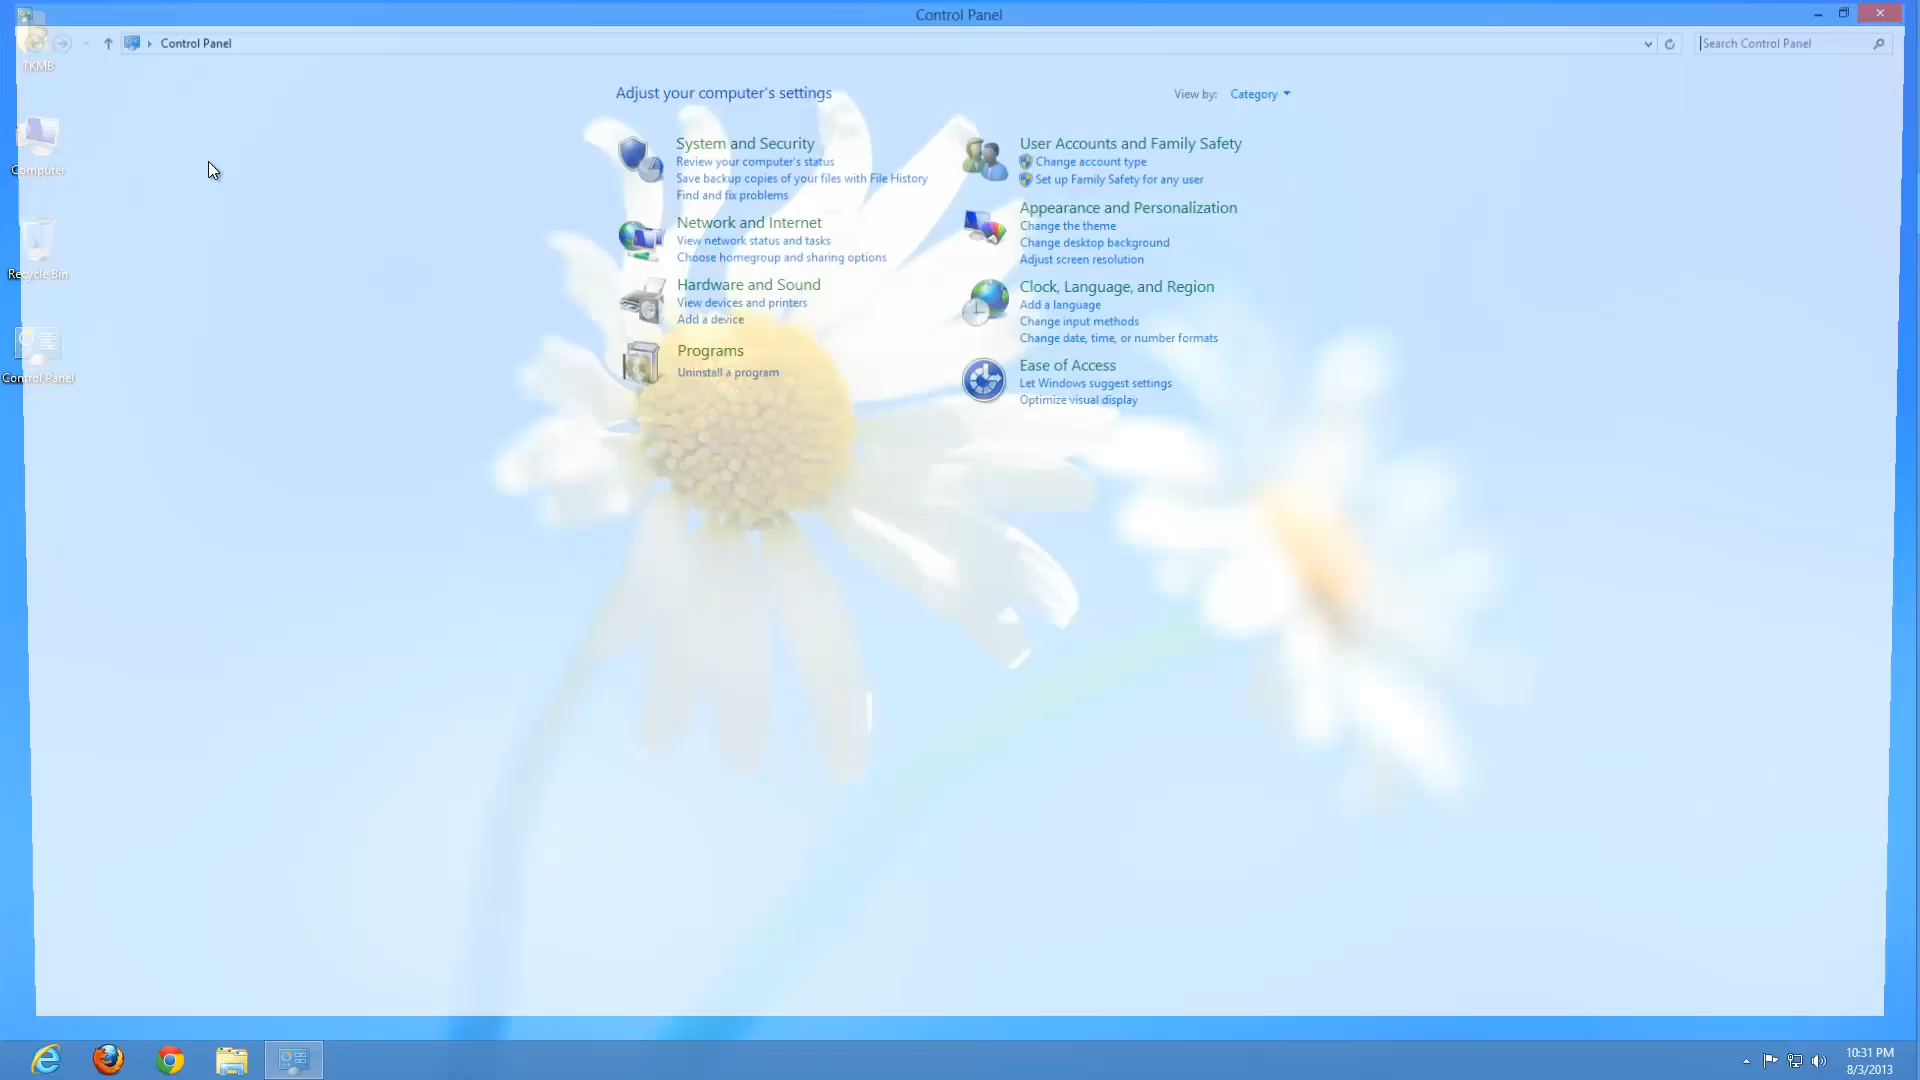 Control Panel
Control Panel
Search Control Panel
TKMB
Computer
Recycle Bin
Control Panel
Adjust your computer's settings
View by: Category
System and Security
Review your computer's status
Save backup copies of your files with File History
Find and fix problems
Network and Internet
View network status and tasks
Choose homegroup and sharing options
Hardware and Sound
View devices and printers
Add a device
Programs
Uninstall a program
User Accounts and Family Safety
Change account type
Set up Family Safety for any user
Appearance and Personalization
Change the theme
Change desktop background
Adjust screen resolution
Clock, Language, and Region
Add a language
Change input methods
Change date, time, or number formats
Ease of Access
Let Windows suggest settings
Optimize visual display
10:31 PM
8/3/2013